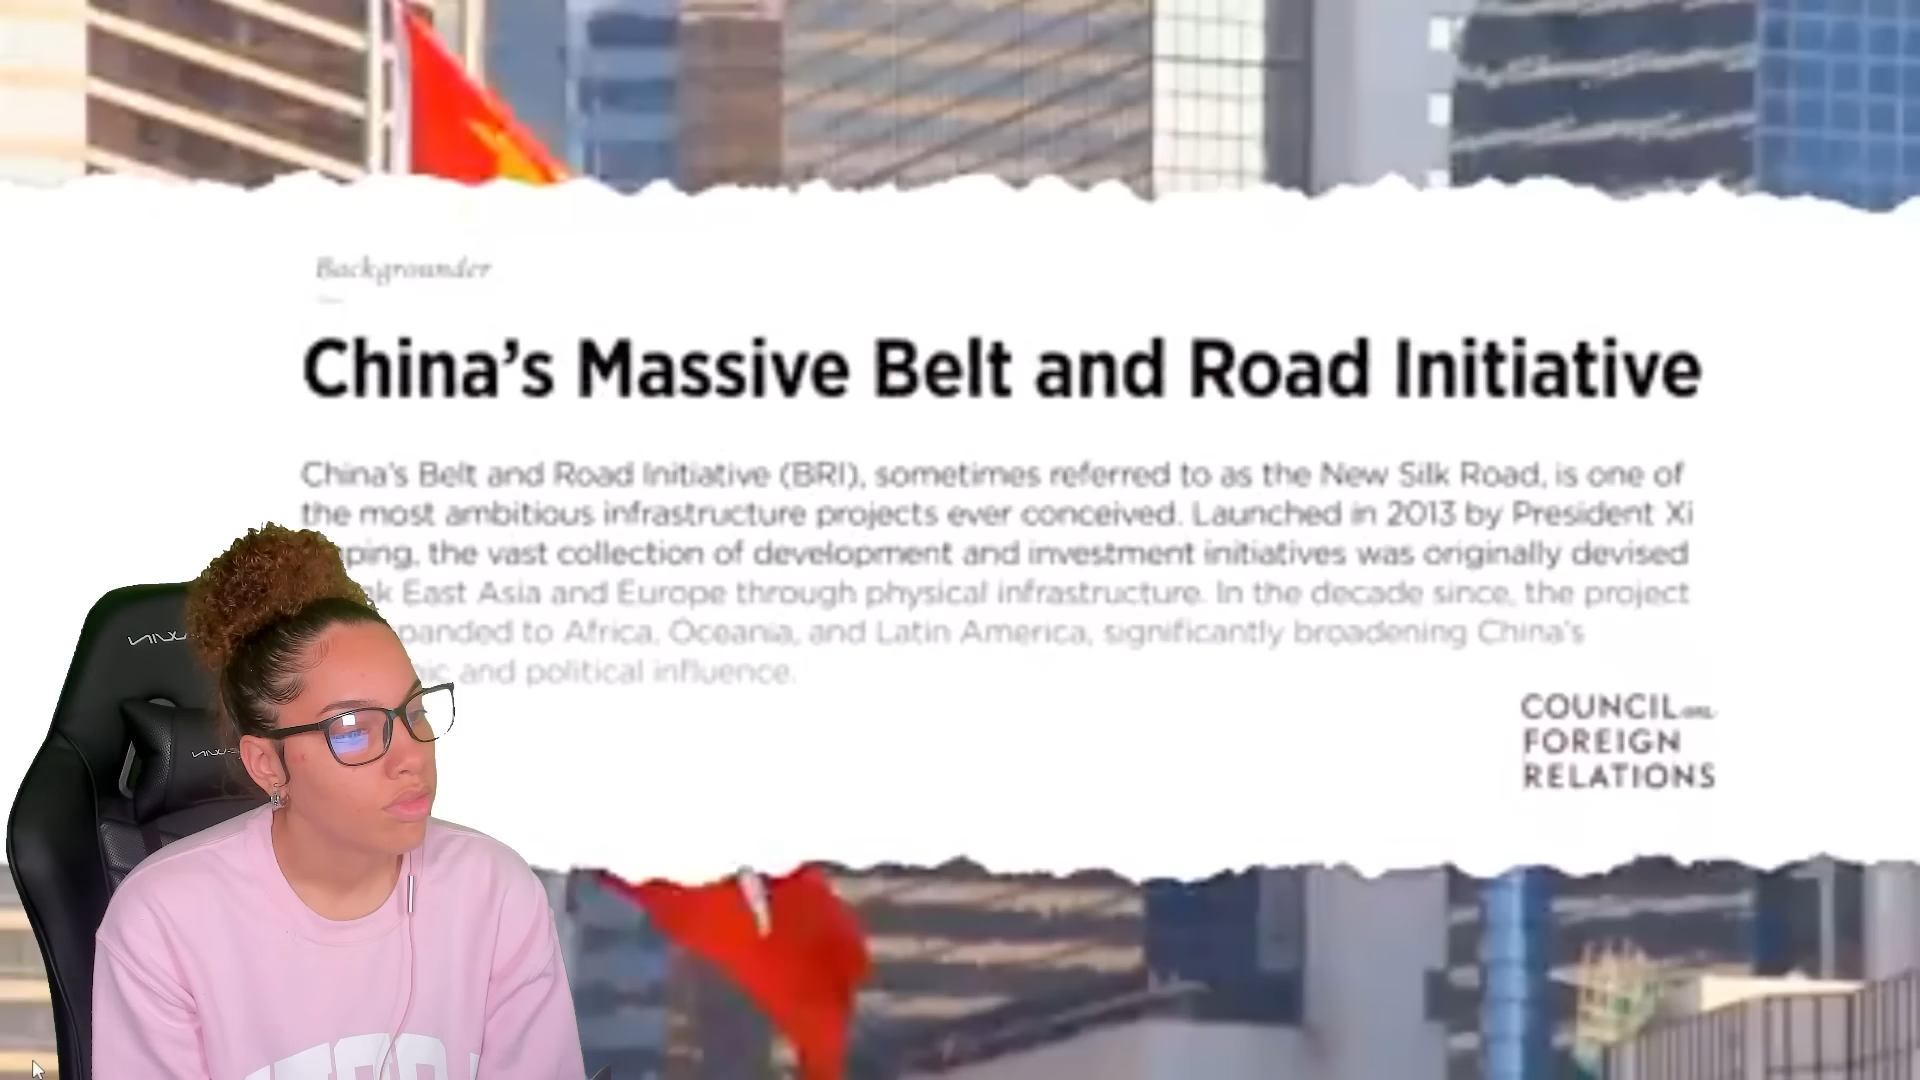 Backgrounder
China's Massive Belt and Road Initiative
China's Belt and Road Initiative (BRI), sometimes referred to as the New Silk Road, is one of
the most ambitious infrastructure projects ever conceived. Launched in 2013 by President Xi
ping, the vast collection of development and investment initiatives was originally devised
k East Asia and Europe through physical infrastructure. In the decade since, the project
panded to Africa, Oceania, and Latin America, significantly broadening China's
ic and political influence.
COUNCIL on
FOREIGN
RELATIONS